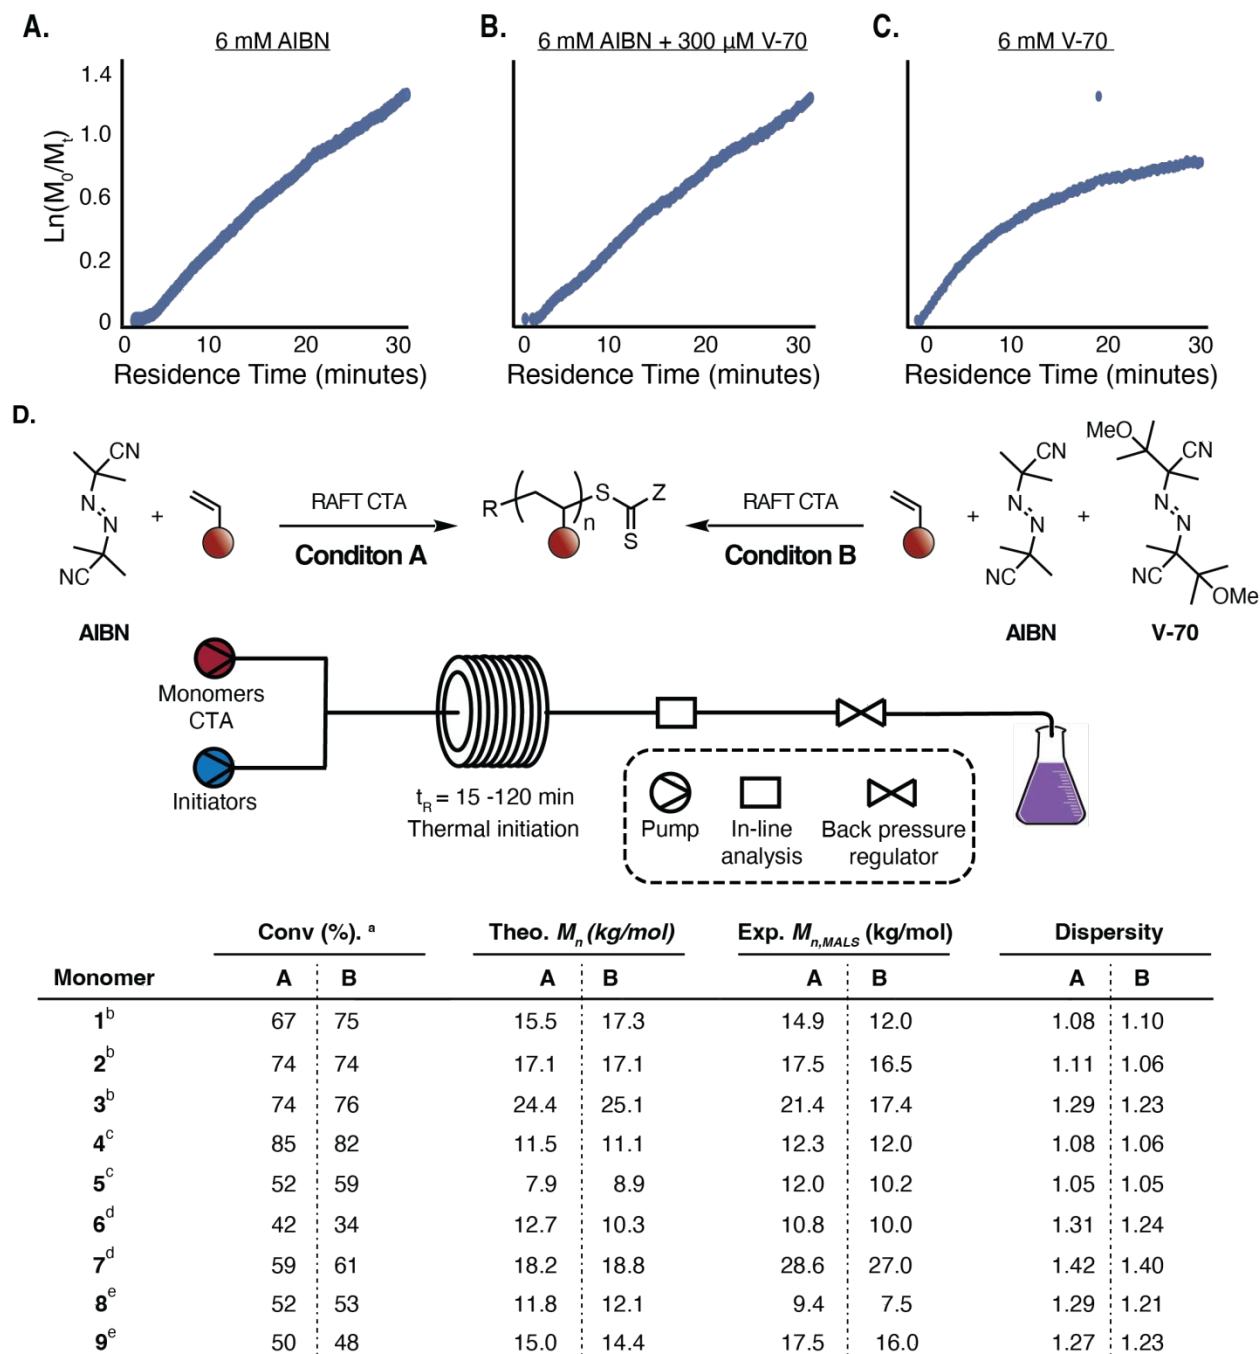 A.
6 mM AIBN
B.
6 mM AIBN + 300 µM V-70
C.
6 mM V-70
Ln(M0/Mt)
1.4
1.0
0.6
0.2
0
0 10 20 30
Residence Time (minutes)
0 10 20 30
Residence Time (minutes)
0 10 20 30
Residence Time (minutes)
D.
CN
N
N
NC
AIBN
+
RAFT CTA
Conditon A
R
n
S
Z
S
RAFT CTA
Conditon B
+
CN
N
N
NC
AIBN
+
MeO
CN
N
N
NC
OMe
V-70
Monomers
CTA
Initiators
tR = 15 -120 min
Thermal initiation
Pump
In-line
analysis
Back pressure
regulator
Conv (%). a Theo. Mn (kg/mol) Exp. Mn,MALS (kg/mol) Dispersity
Monomer A B A B A B A B
1b 67 75 15.5 17.3 14.9 12.0 1.08 1.10
2b 74 74 17.1 17.1 17.5 16.5 1.11 1.06
3b 74 76 24.4 25.1 21.4 17.4 1.29 1.23
4c 85 82 11.5 11.1 12.3 12.0 1.08 1.06
5c 52 59 7.9 8.9 12.0 10.2 1.05 1.05
6d 42 34 12.7 10.3 10.8 10.0 1.31 1.24
7d 59 61 18.2 18.8 28.6 27.0 1.42 1.40
8e 52 53 11.8 12.1 9.4 7.5 1.29 1.21
9e 50 48 15.0 14.4 17.5 16.0 1.27 1.23